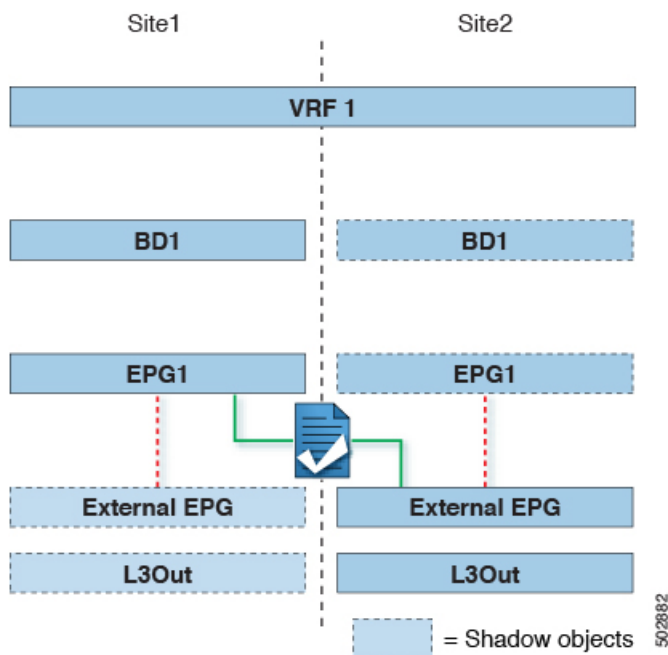 Site1
Site2
VRF 1
BD1
BD1
EPG1
EPG1
External EPG
External EPG
L3Out
L3Out
= Shadow objects
502882